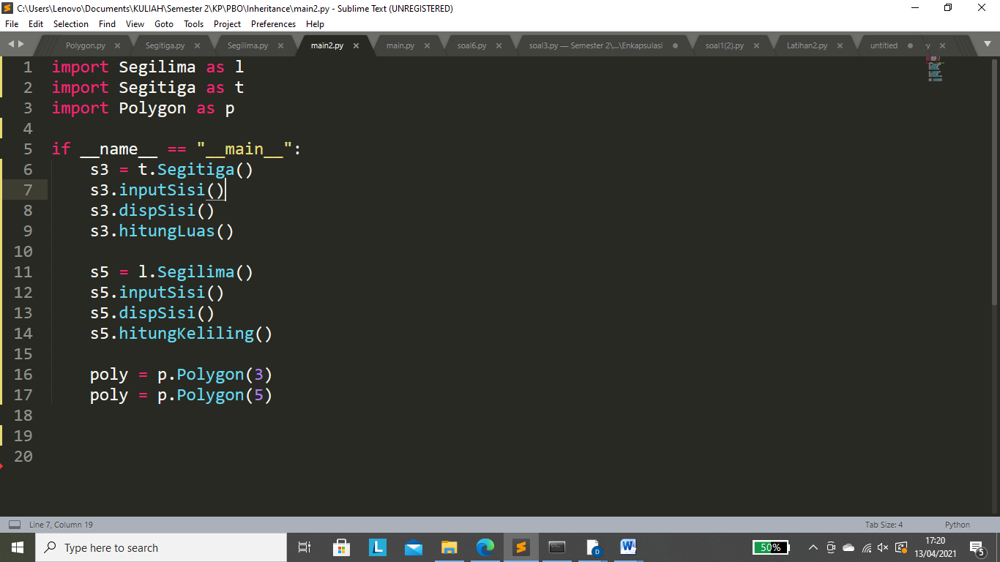 C:\Users\Lenovo\Documents\KULIAH\Semester 2\KP\PBO\Inheritance\main2.py - Sublime Text (UNREGISTERED)
File Edit Selection Find View Goto Tools Project Preferences Help
Polygon.py × Segitiga.py × Segilima.py × main2.py × main.py × soal6.py × soal3.py — Semester 2\...\Enkapsulasi soal1(2).py × Latihan2.py × untitled y ×
1 import Segilima as l
2 import Segitiga as t
3 import Polygon as p
4
5 if __name__ == "__main__":
6 s3 = t.Segitiga()
7 s3.inputSisi()
8 s3.dispSisi()
9 s3.hitungLuas()
10
11 s5 = l.Segilima()
12 s5.inputSisi()
13 s5.dispSisi()
14 s5.hitungKeliling()
15
16 poly = p.Polygon(3)
17 poly = p.Polygon(5)
18
19
20
Line 7, Column 19 Tab Size: 4 Python
Type here to search L S D W 50% 17:20
13/04/2021 5